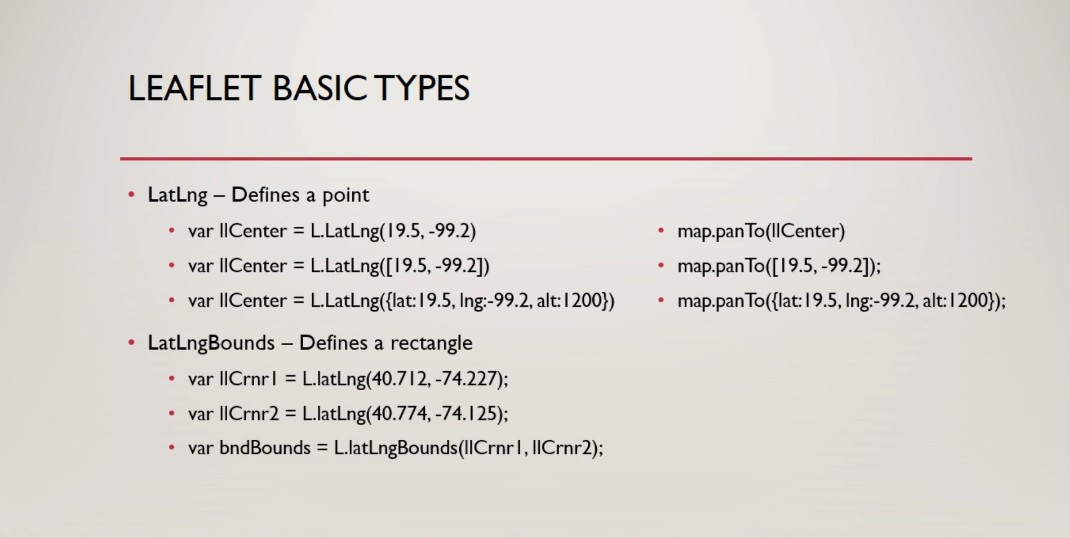 LEAFLET BASIC TYPES
• LatLng – Defines a point
• var llCenter = L.LatLng(19.5, -99.2)
• var llCenter = L.LatLng([19.5, -99.2])
• var llCenter = L.LatLng({lat:19.5, lng:-99.2, alt:1200})
• map.panTo(llCenter)
• map.panTo([19.5, -99.2]);
• map.panTo({lat:19.5, lng:-99.2, alt:1200});
• LatLngBounds – Defines a rectangle
• var llCrnr1 = L.latLng(40.712, -74.227);
• var llCrnr2 = L.latLng(40.774, -74.125);
• var bndBounds = L.latLngBounds(llCrnr1, llCrnr2);